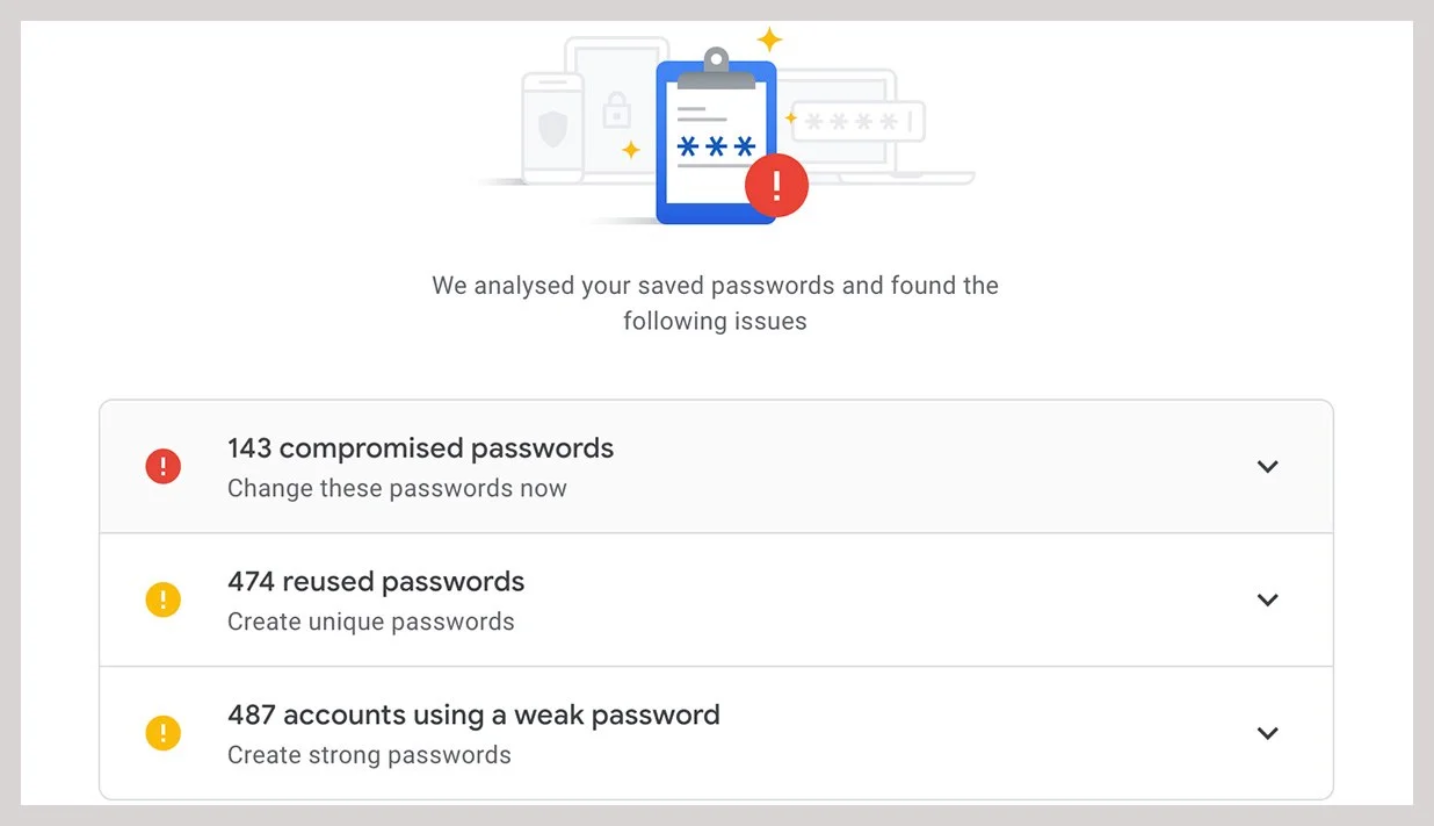 We analysed your saved passwords and found the
following issues
143 compromised passwords
Change these passwords now
474 reused passwords
Create unique passwords
487 accounts using a weak password
Create strong passwords